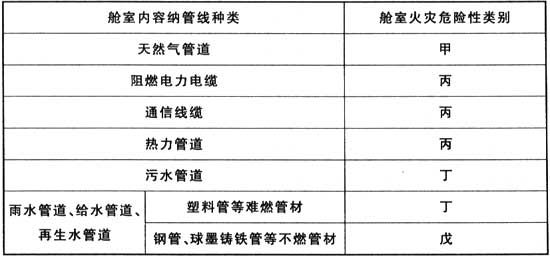 舱室内容纳管线种类 舱室火灾危险性类别
天然气管道 甲
阻燃电力电缆 丙
通信线缆 丙
热力管道 丙
污水管道 丁
雨水管道、给水管道、再生水管道 塑料管等难燃管材 丁
钢管、球墨铸铁管等不燃管材 戊